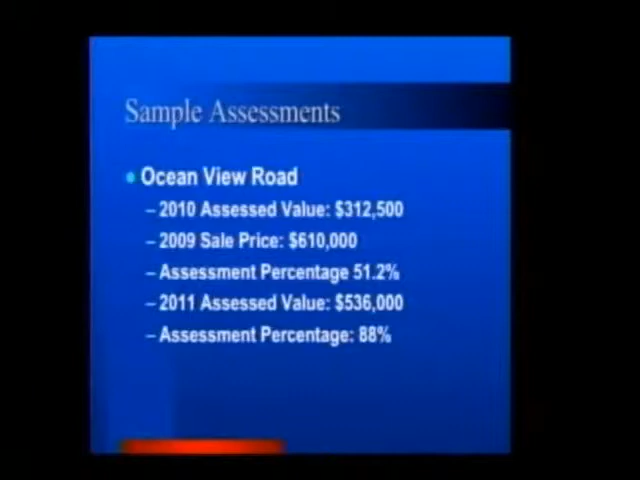 Sample Assessments
Ocean View Road
– 2010 Assessed Value: $312,500
– 2009 Sale Price: $610,000
– Assessment Percentage 51.2%
– 2011 Assessed Value: $536,000
– Assessment Percentage: 88%